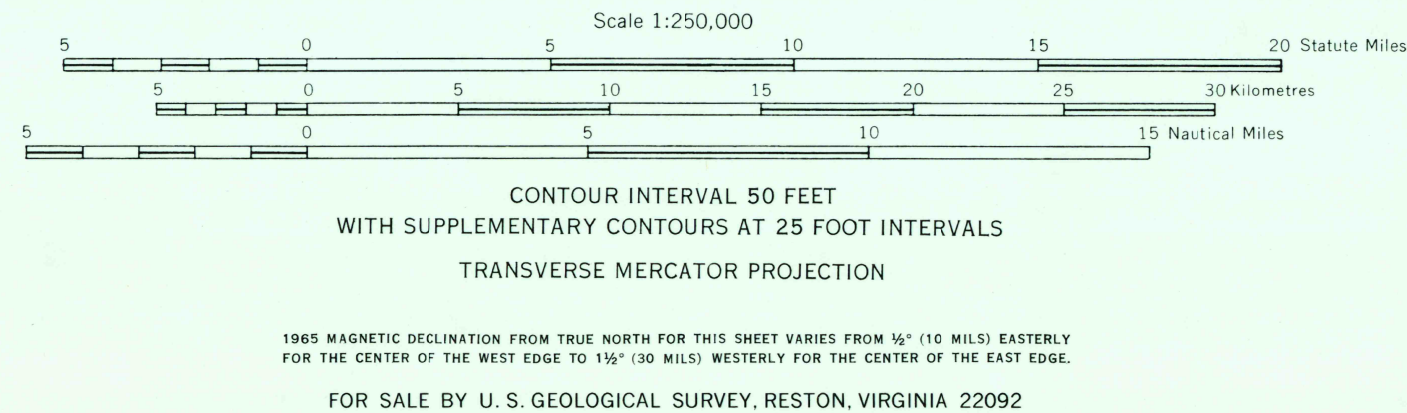 Scale 1:250,000
5 0 5 10 15 20 Statute Miles
5 0 5 10 15 20 25 30 Kilometres
5 0 5 10 15 Nautical Miles
CONTOUR INTERVAL 50 FEET
WITH SUPPLEMENTARY CONTOURS AT 25 FOOT INTERVALS
TRANSVERSE MERCATOR PROJECTION
1965 MAGNETIC DECLINATION FROM TRUE NORTH FOR THIS SHEET VARIES FROM ½° (10 MILS) EASTERLY
FOR THE CENTER OF THE WEST EDGE TO 1½° (30 MILS) WESTERLY FOR THE CENTER OF THE EAST EDGE.
FOR SALE BY U. S. GEOLOGICAL SURVEY, RESTON, VIRGINIA 22092